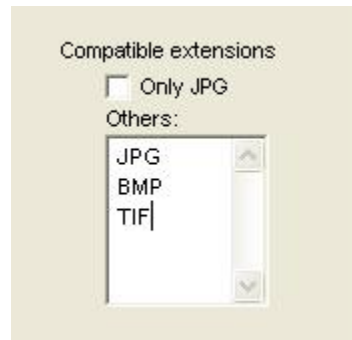 Compatible extensions
Only JPG
Others:
JPG
BMP
TIF